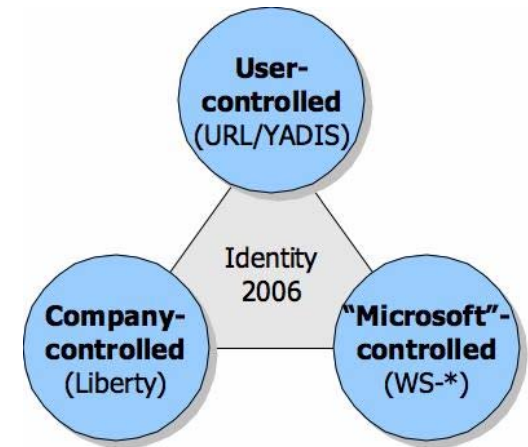 User-
controlled
(URL/YADIS)
Identity
2006
Company-
controlled
(Liberty)
“Microsoft”-
controlled
(WS-*)